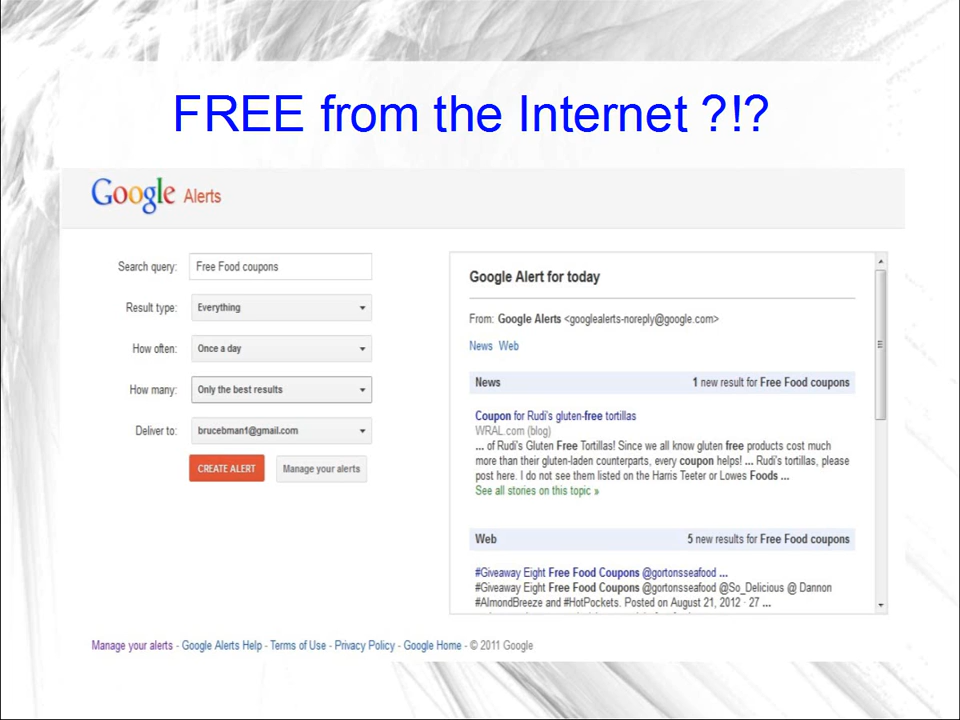 FREE from the Internet ?!?
Google Alerts
Search query: Free Food coupons
Result type: Everything
How often: Once a day
How many: Only the best results
Deliver to: brucebman1@gmail.com
CREATE ALERT Manage your alerts
Google Alert for today
From: Google Alerts <googlealerts-noreply@google.com>
News Web
News 1 new result for Free Food coupons
Coupon for Rudi's gluten-free tortillas
WRAL.com (blog)
... of Rudi's Gluten Free Tortillas! Since we all know gluten free products cost much
more than their gluten-laden counterparts, every coupon helps! ... Rudi's tortillas, please
post here. I do not see them listed on the Harris Teeter or Lowes Foods ...
See all stories on this topic »
Web 5 new results for Free Food coupons
#Giveaway Eight Free Food Coupons @gortonsseafood ...
#Giveaway Eight Free Food Coupons @gortonsseafood @So_Delicious @ Dannon
#AlmondBreeze and #HotPockets. Posted on August 21, 2012 · 27 ...
Manage your alerts - Google Alerts Help - Terms of Use - Privacy Policy - Google Home - © 2011 Google